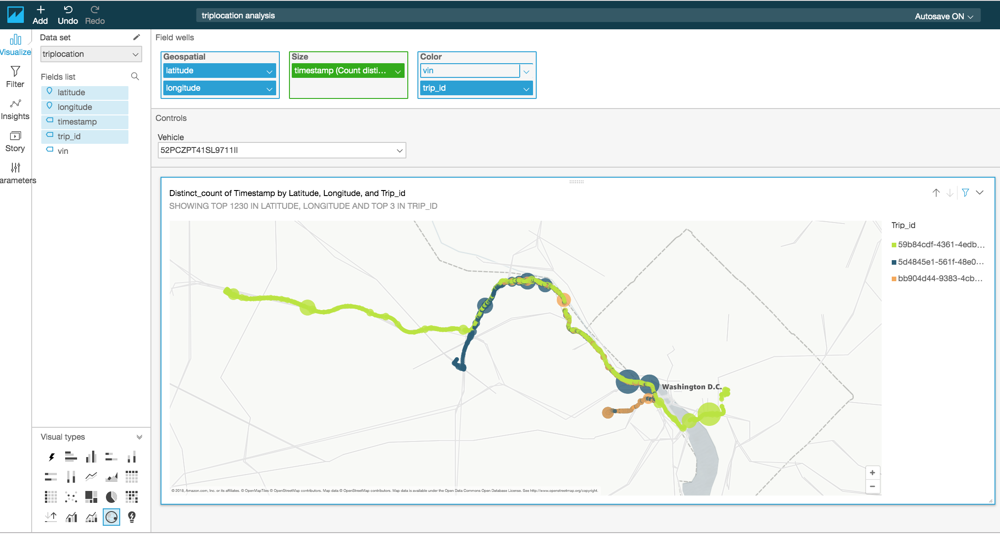 Add
Undo
Redo
triplocation analysis
Autosave ON
Visualize
Filter
Insights
Story
arameters
Data set
triplocation
Fields list
latitude
longitude
timestamp
trip_id
vin
Visual types
Field wells
Geospatial
latitude
longitude
Size
timestamp (Count disti...
Color
vin
trip_id
Controls
Vehicle
52PCZPT41SL9711II
Distinct_count of Timestamp by Latitude, Longitude, and Trip_id
SHOWING TOP 1230 IN LATITUDE, LONGITUDE AND TOP 3 IN TRIP_ID
Washington D.C.
Trip_id
59b84cdf-4361-4edb...
5d4845e1-561f-48e0...
bb904d44-9383-4cb...
+
−
© 2018, Amazon.com, Inc. or its affiliates. © OpenMapTiles © OpenStreetMap contributors. Map data © OpenStreetMap contributors. Map data is available under the Open Data Commons Open Database License. See http://www.openstreetmap.org/copyright.